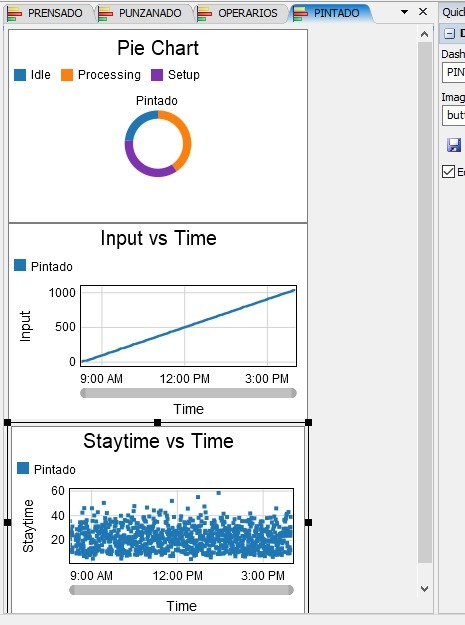 PRENSADO PUNZANADO OPERARIOS PINTADO
Quic
Pie Chart
Idle Processing Setup
Pintado
Dash
PIN
Imag
butt
Input vs Time
Pintado
Input
1000
500
0
9:00 AM 12:00 PM 3:00 PM
Time
Staytime vs Time
Pintado
Staytime
60
40
20
9:00 AM 12:00 PM 3:00 PM
Time